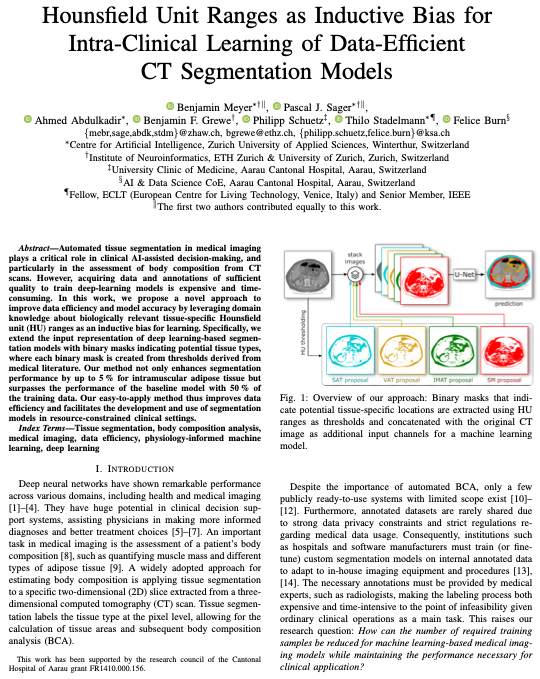 Hounsfield Unit Ranges as Inductive Bias for
Intra-Clinical Learning of Data-Efficient
CT Segmentation Models
Benjamin Meyer*†∥, Pascal J. Sager*†∥,
Ahmed Abdulkadir*, Benjamin F. Grewe†, Philipp Schuetz‡, Thilo Stadelmann*¶, Felice Burn§
{mebr,sage,abdk,stdm}@zhaw.ch, bgrewe@ethz.ch, {philipp.schuetz,felice.burn}@ksa.ch
*Centre for Artificial Intelligence, Zurich University of Applied Sciences, Winterthur, Switzerland
†Institute of Neuroinformatics, ETH Zurich & University of Zurich, Zurich, Switzerland
‡University Clinic of Medicine, Aarau Cantonal Hospital, Aarau, Switzerland
§AI & Data Science CoE, Aarau Cantonal Hospital, Aarau, Switzerland
¶Fellow, ECLT (European Centre for Living Technology, Venice, Italy) and Senior Member, IEEE
∥The first two authors contributed equally to this work.
Abstract—Automated tissue segmentation in medical imaging
plays a critical role in clinical AI-assisted decision-making, and
particularly in the assessment of body composition from CT
scans. However, acquiring data and annotations of sufficient
quality to train deep-learning models is expensive and time-
consuming. In this work, we propose a novel approach to
improve data efficiency and model accuracy by leveraging domain
knowledge about biologically relevant tissue-specific Hounsfield
unit (HU) ranges as an inductive bias for learning. Specifically, we
extend the input representation of deep learning-based segmen-
tation models with binary masks indicating potential tissue types,
where each binary mask is created from thresholds derived from
medical literature. Our method not only enhances segmentation
performance by up to 5 % for intramuscular adipose tissue but
surpasses the performance of the baseline model with 50 % of
the training data. Our easy-to-apply method thus improves data
efficiency and facilitates the development and use of segmentation
models in resource-constrained clinical settings.
Index Terms—Tissue segmentation, body composition analysis,
medical imaging, data efficiency, physiology-informed machine
learning, deep learning
I. Introduction
Deep neural networks have shown remarkable performance
across various domains, including health and medical imaging
[1]–[4]. They have huge potential in clinical decision sup-
port systems, assisting physicians in making more informed
diagnoses and better treatment choices [5]–[7]. An important
task in medical imaging is the assessment of a patient's body
composition [8], such as quantifying muscle mass and different
types of adipose tissue [9]. A widely adopted approach for
estimating body composition is applying tissue segmentation
to a specific two-dimensional (2D) slice extracted from a three-
dimensional computed tomography (CT) scan. Tissue segmen-
tation labels the tissue type at the pixel level, allowing for the
calculation of tissue areas and subsequent body composition
analysis (BCA).
This work has been supported by the research council of the Cantonal
Hospital of Aarau grant FR1410.000.156.
stack
images
U-Net
prediction
HU thresholding
SAT proposal
VAT proposal
IMAT proposal
SM proposal
Fig. 1: Overview of our approach: Binary masks that indi-
cate potential tissue-specific locations are extracted using HU
ranges as thresholds and concatenated with the original CT
image as additional input channels for a machine learning
model.
Despite the importance of automated BCA, only a few
publicly ready-to-use systems with limited scope exist [10]–
[12]. Furthermore, annotated datasets are rarely shared due
to strong data privacy constraints and strict regulations re-
garding medical data usage. Consequently, institutions such
as hospitals and software manufacturers must train (or fine-
tune) custom segmentation models on internal annotated data
to adapt to in-house imaging equipment and procedures [13],
[14]. The necessary annotations must be provided by medical
experts, such as radiologists, making the labeling process both
expensive and time-intensive to the point of infeasability given
ordinary clinical operations as a main task. This raises our
research question: How can the number of required training
samples be reduced for machine learning-based medical imag-
ing models while maintaining the performance necessary for
clinical application?